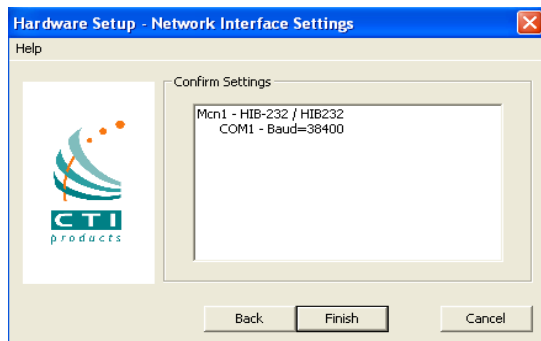 Hardware Setup - Network Interface Settings
Help
Confirm Settings
Mcn1 - HIB-232 / HIB232
COM1 - Baud=38400
CTI
products
Back
Finish
Cancel